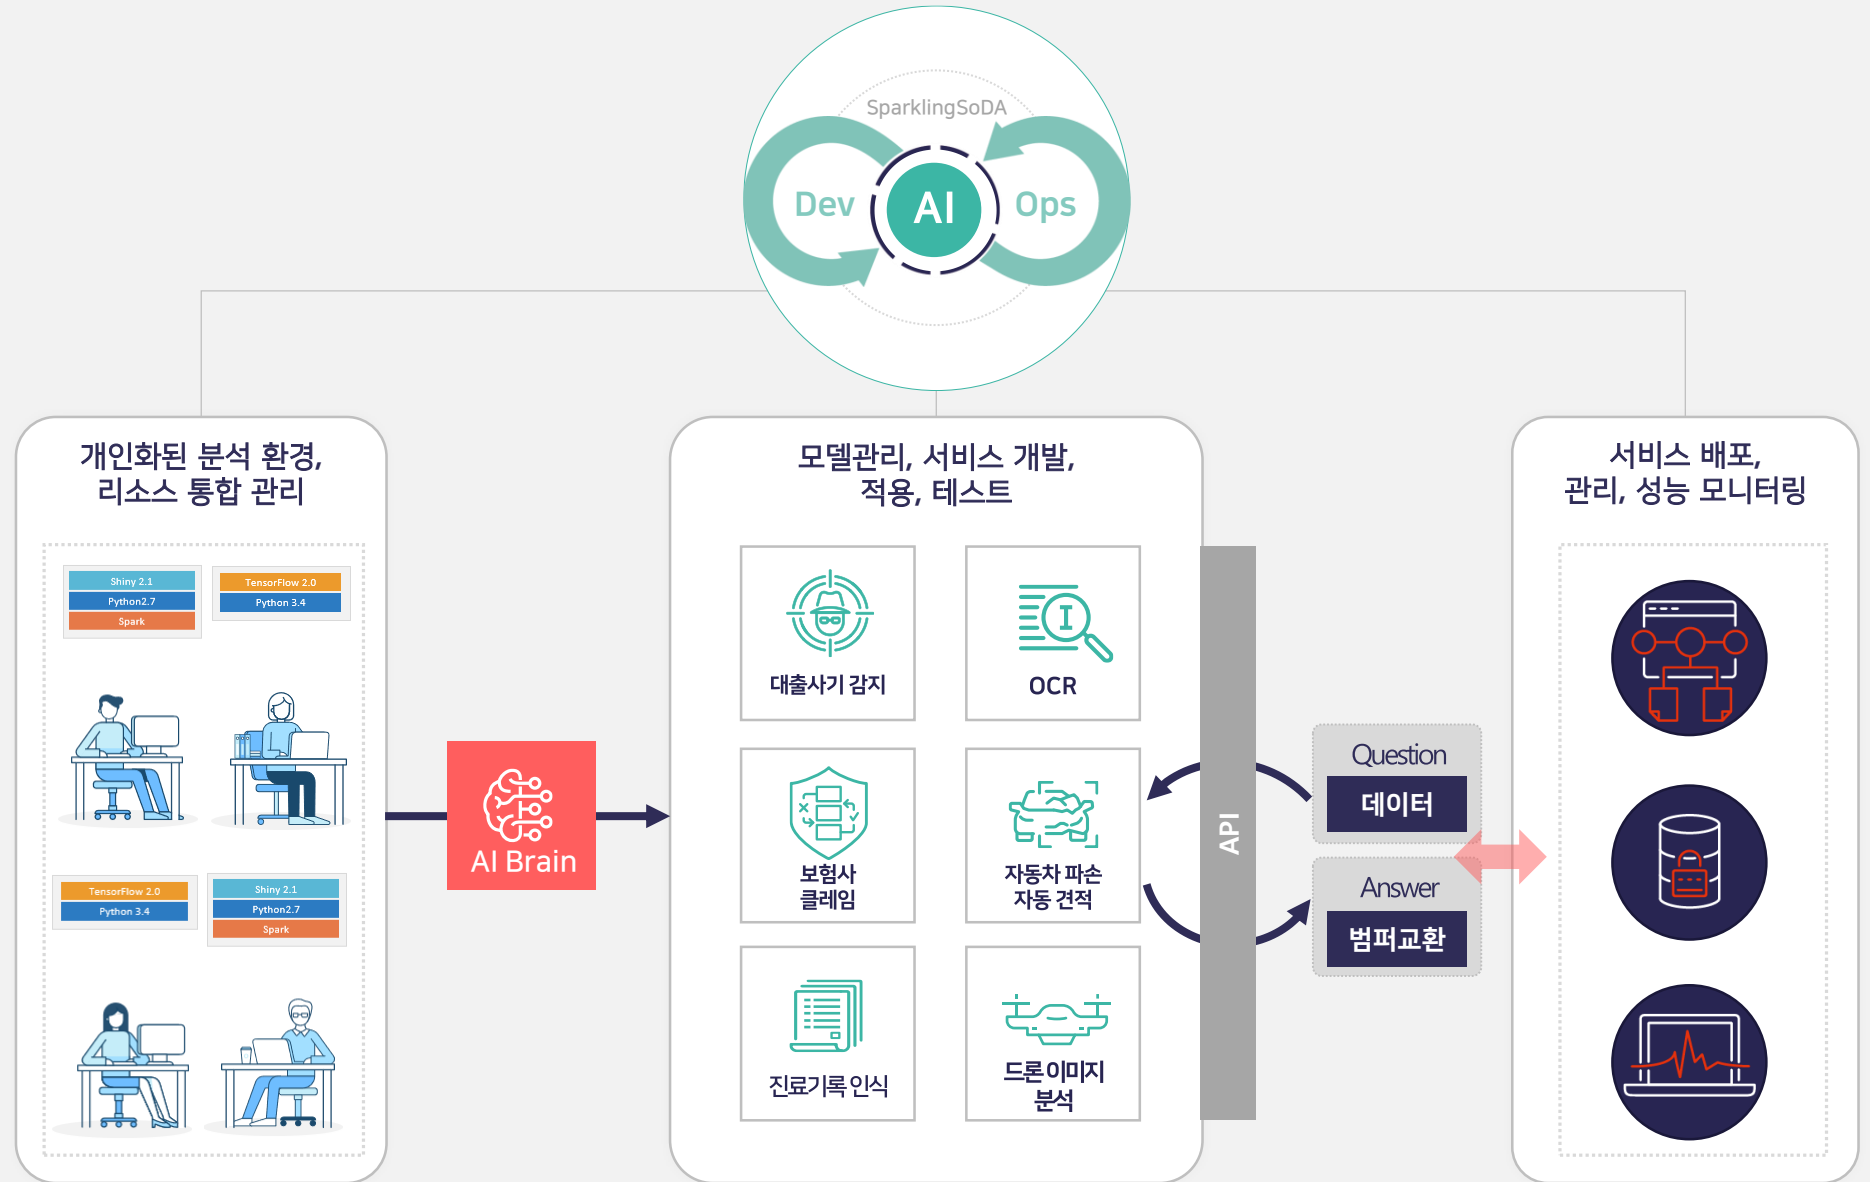 SparklingSoDA
Dev
AI
Ops
개인화된 분석 환경,
리소스 통합 관리
Shiny 2.1
Python2.7
Spark
TensorFlow 2.0
Python 3.4
TensorFlow 2.0
Python 3.4
Shiny 2.1
Python2.7
Spark
AI Brain
모델관리, 서비스 개발,
적용, 테스트
대출사기 감지
I
OCR
보험사
클레임
자동차 파손
자동 견적
진료기록 인식
드론 이미지
분석
API
Question
데이터
Answer
범퍼교환
서비스 배포,
관리, 성능 모니터링